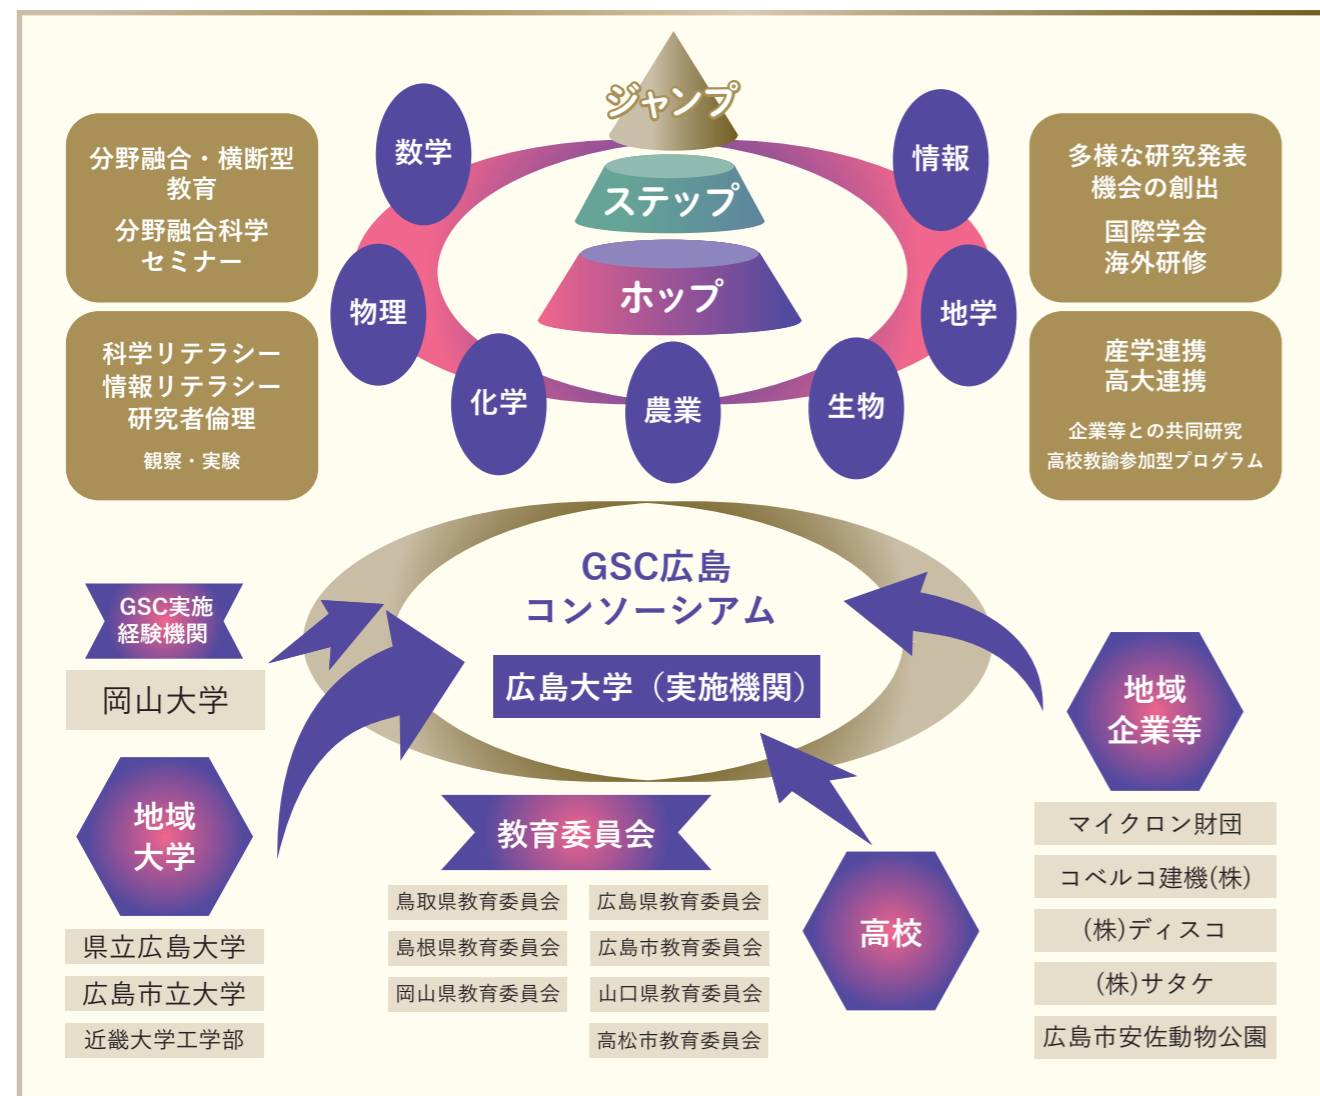 ジャンプ
ステップ
ホップ
数学
物理
化学
農業
生物
地学
情報
分野融合・横断型
教育
分野融合科学
セミナー
科学リテラシー
情報リテラシー
研究者倫理
観察・実験
多様な研究発表
機会の創出
国際学会
海外研修
産学連携
高大連携
企業等との共同研究
高校教諭参加型プログラム
GSC広島
コンソーシアム
広島大学（実施機関）
GSC実施
経験機関
岡山大学
地域
大学
県立広島大学
広島市立大学
近畿大学工学部
教育委員会
鳥取県教育委員会
島根県教育委員会
岡山県教育委員会
広島県教育委員会
広島市教育委員会
山口県教育委員会
高松市教育委員会
高校
地域
企業等
マイクロン財団
コベルコ建機(株)
(株)ディスコ
(株)サタケ
広島市安佐動物公園